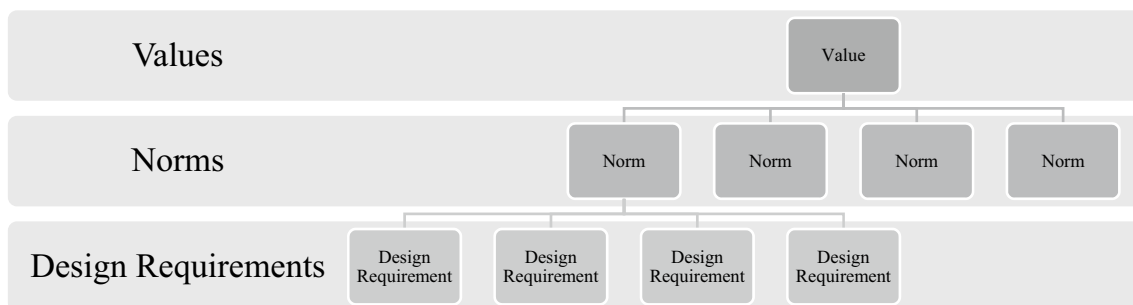 Values
Value
Norms
Norm
Norm
Norm
Norm
Design Requirements
Design
Requirement
Design
Requirement
Design
Requirement
Design
Requirement